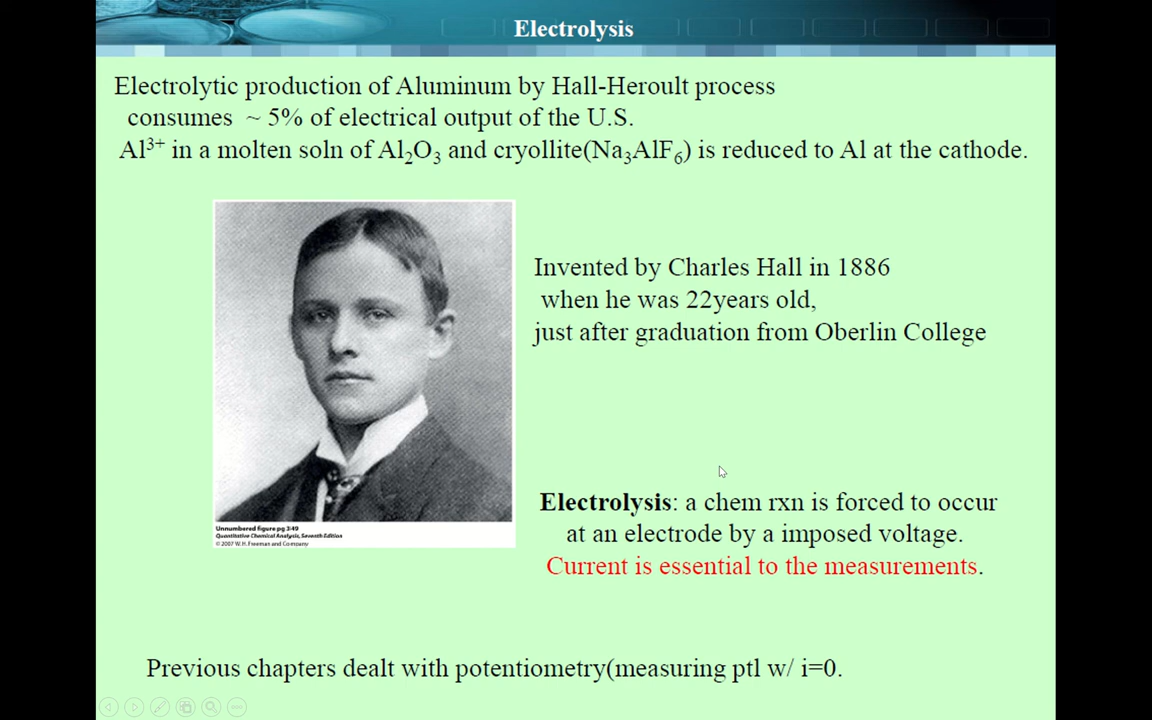 Electrolysis
Electrolytic production of Aluminum by Hall-Heroult process
consumes ~ 5% of electrical output of the U.S.
Al³⁺ in a molten soln of Al₂O₃ and cryollite(Na₃AlF₆) is reduced to Al at the cathode.
Invented by Charles Hall in 1886
when he was 22years old,
just after graduation from Oberlin College
Unnumbered figure pg 349
Quantitative Chemical Analysis, Seventh Edition
© 2007 W. H. Freeman and Company
Electrolysis: a chem rxn is forced to occur
at an electrode by a imposed voltage.
Current is essential to the measurements.
Previous chapters dealt with potentiometry(measuring ptl w/ i=0.